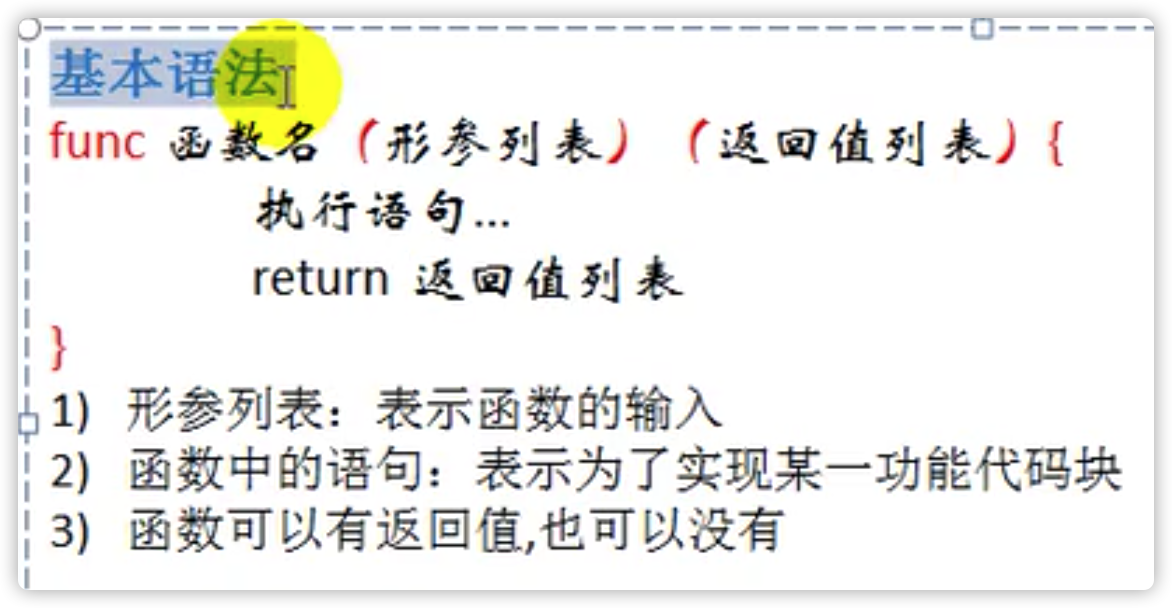 基本语法
func 函数名（形参列表）（返回值列表）{
执行语句...
return 返回值列表
}
1) 形参列表：表示函数的输入
2) 函数中的语句：表示为了实现某一功能代码块
3) 函数可以有返回值,也可以没有